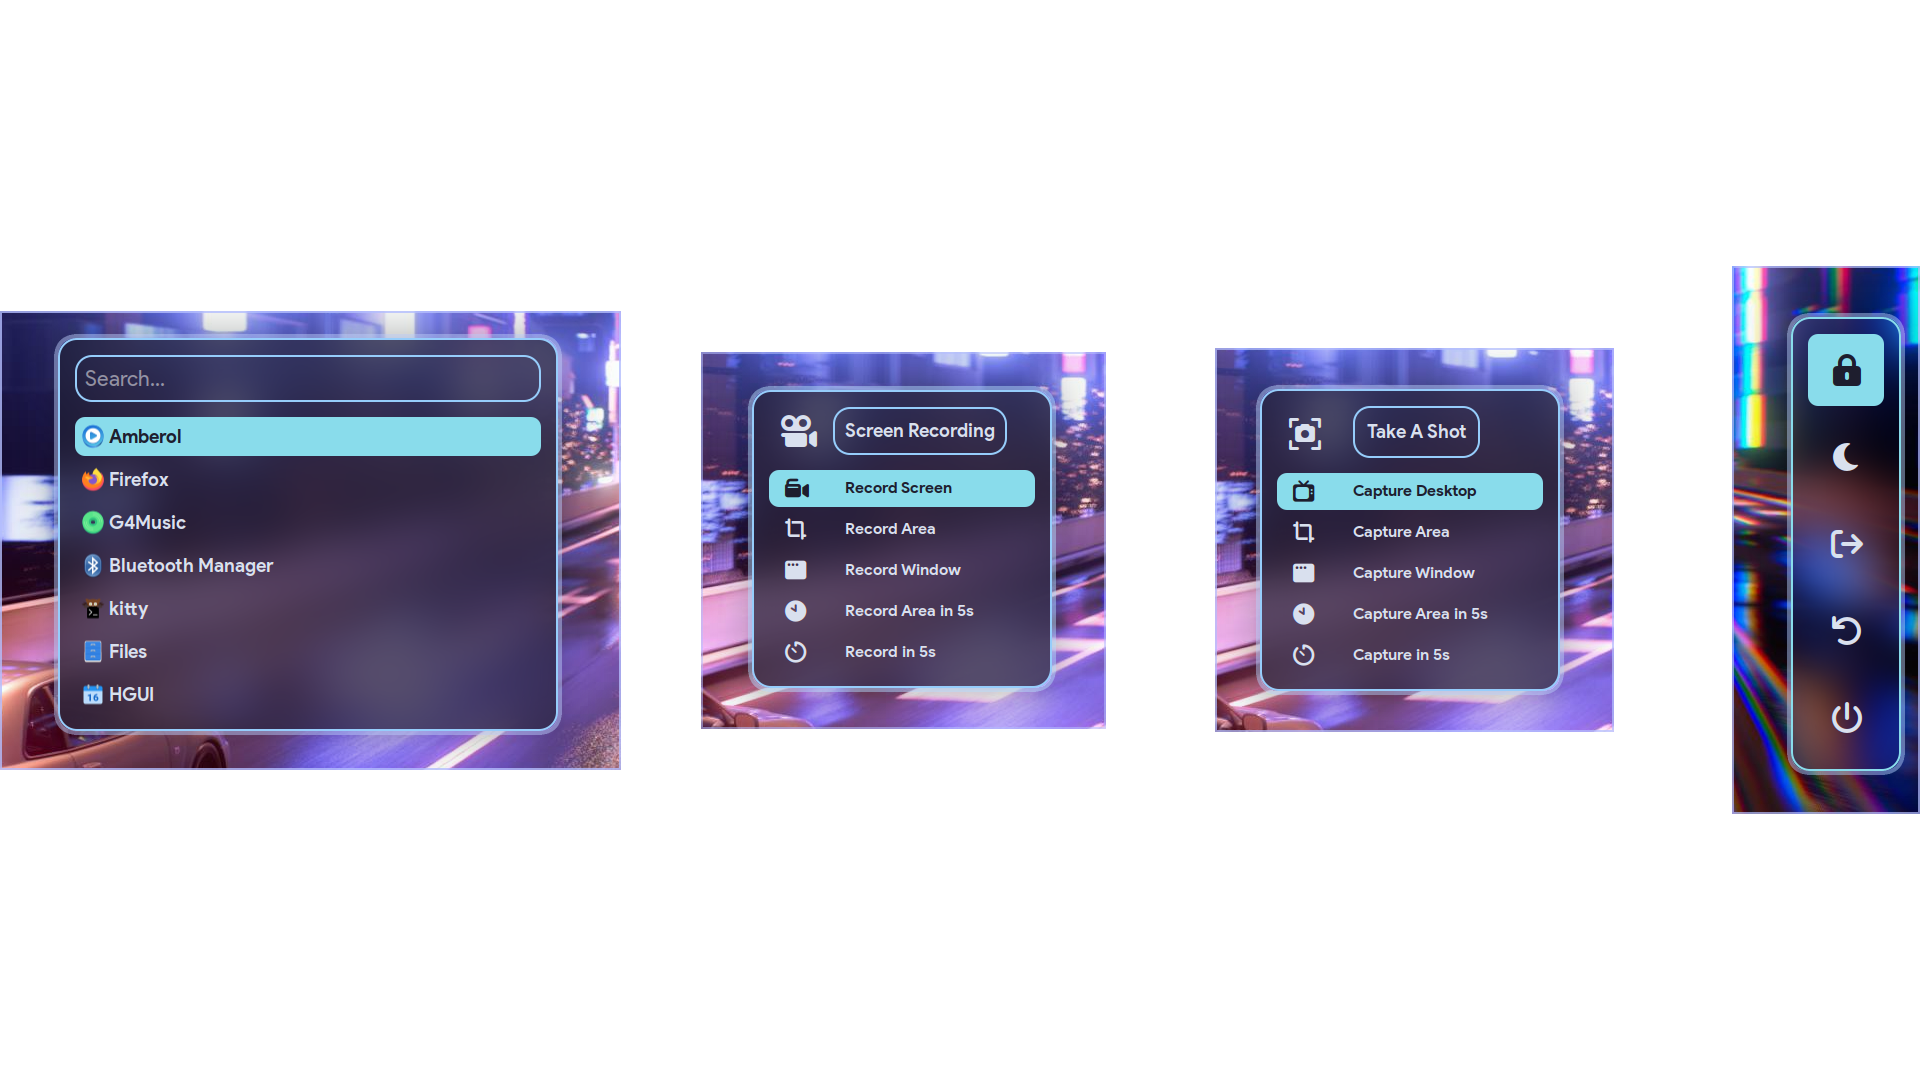 Search...
Amberol
Firefox
G4Music
Bluetooth Manager
kitty
Files
16
HGUI
Screen Recording
Record Screen
Record Area
Record Window
Record Area in 5s
Record in 5s
Take A Shot
Capture Desktop
Capture Area
Capture Window
Capture Area in 5s
Capture in 5s